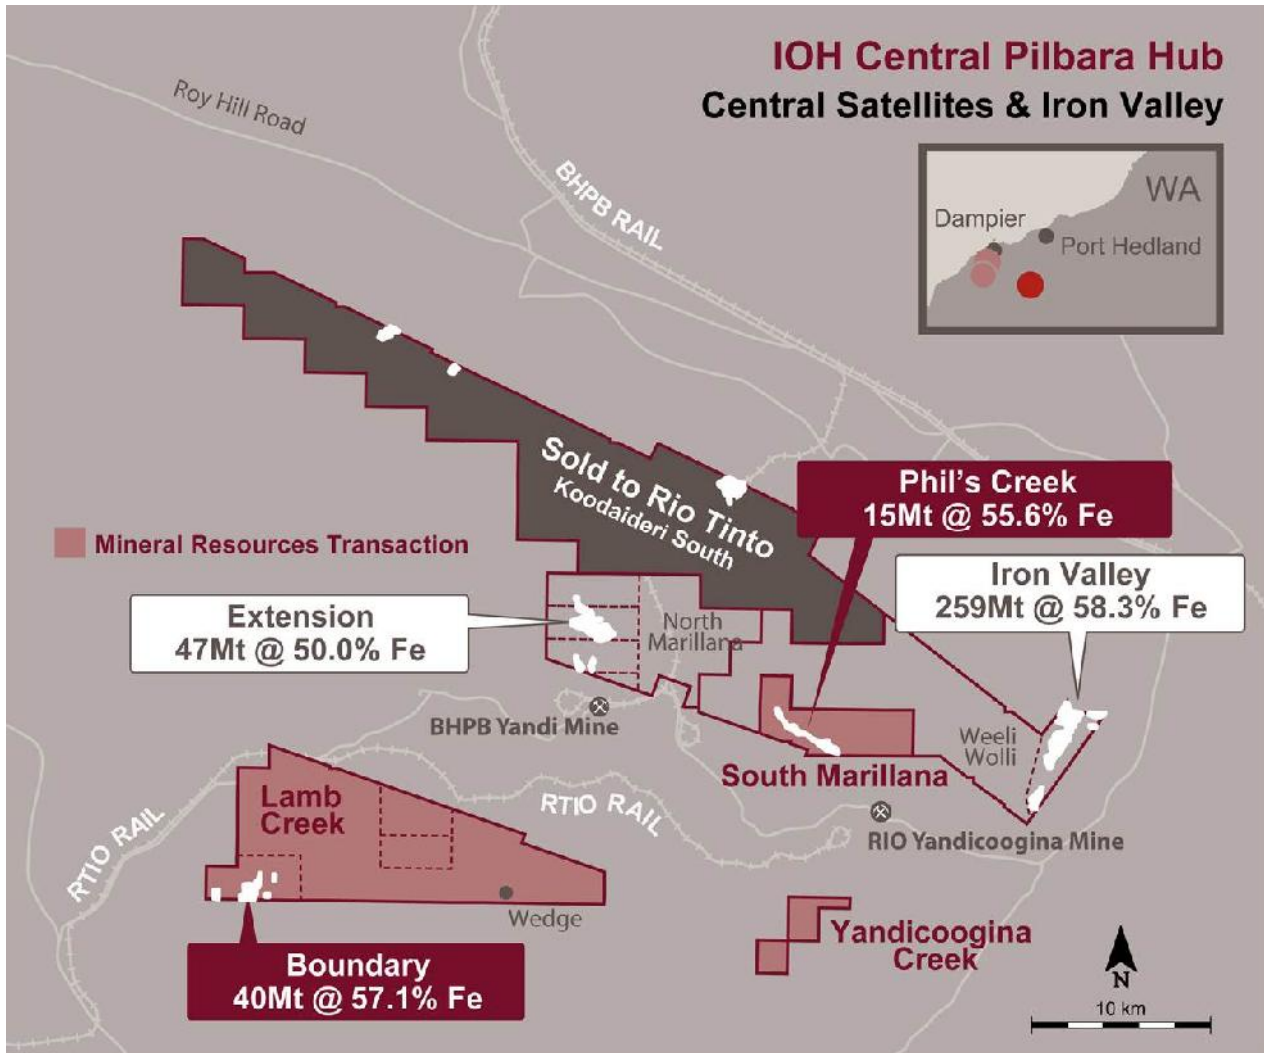 IOH Central Pilbara Hub
Central Satellites & Iron Valley
Roy Hill Road
BHPB RAIL
WA
Dampier
Port Hedland
Sold to Rio Tinto
Koodaideri South
Phil's Creek
15Mt @ 55.6% Fe
Mineral Resources Transaction
Iron Valley
259Mt @ 58.3% Fe
Extension
47Mt @ 50.0% Fe
North
Marillana
BHPB Yandi Mine
Weeli
Wolli
South Marillana
Lamb
Creek
RTIO RAIL
RTIO RAIL
RIO Yandicoogina Mine
Wedge
Yandicoogina
Creek
Boundary
40Mt @ 57.1% Fe
N
10 km